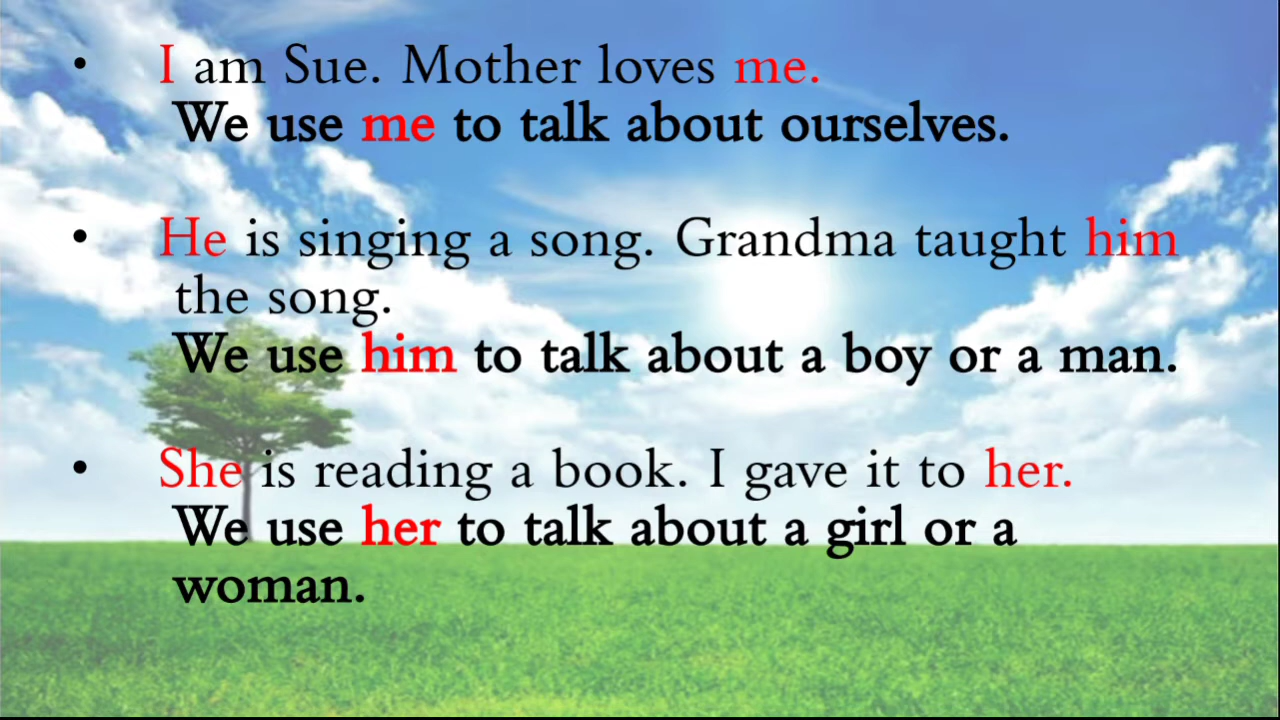 • I am Sue. Mother loves me.
We use me to talk about ourselves.
• He is singing a song. Grandma taught him
the song.
We use him to talk about a boy or a man.
• She is reading a book. I gave it to her.
We use her to talk about a girl or a
woman.